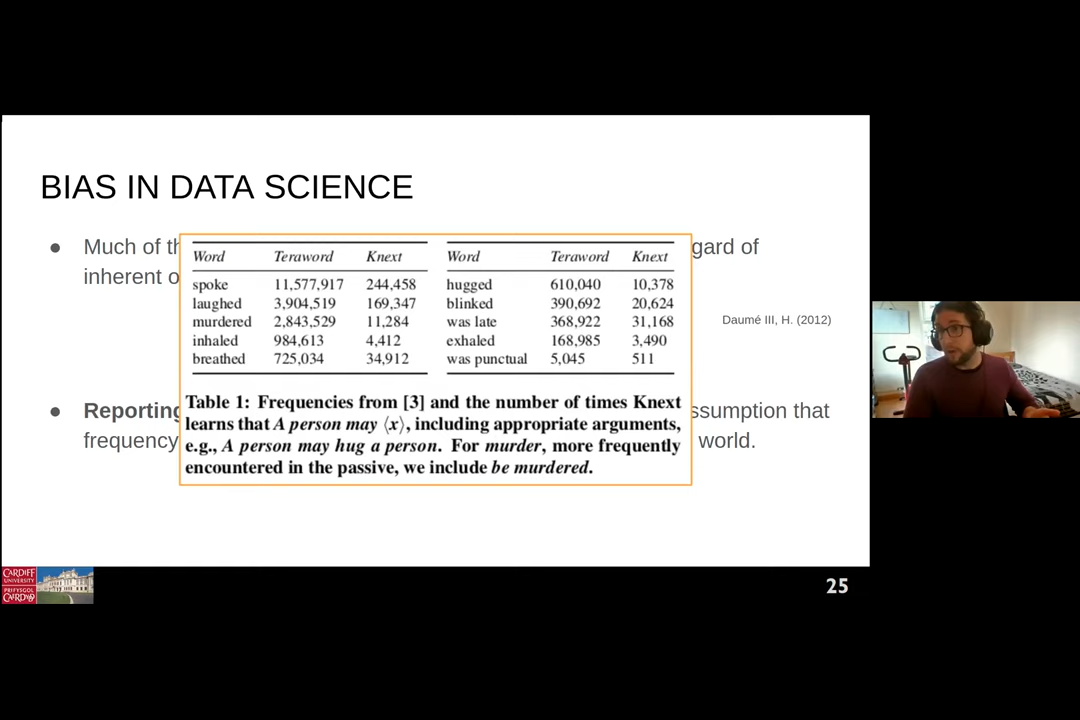 BIAS IN DATA SCIENCE
● Much of gard of
inherent
Word Teraword Knext Word Teraword Knext
spoke 11,577,917 244,458 hugged 610,040 10,378
laughed 3,904,519 169,347 blinked 390,692 20,624
murdered 2,843,529 11,284 was late 368,922 31,168
inhaled 984,613 4,412 exhaled 168,985 3,490
breathed 725,034 34,912 was punctual 5,045 511
Daumé III, H. (2012)
Table 1: Frequencies from [3] and the number of times Knext
learns that A person may ⟨x⟩, including appropriate arguments,
e.g., A person may hug a person. For murder, more frequently
encountered in the passive, we include be murdered.
● Reporting ssumption that
frequency world.
CARDIFF
UNIVERSITY
PRIFYSGOL
CAERDYDD
25